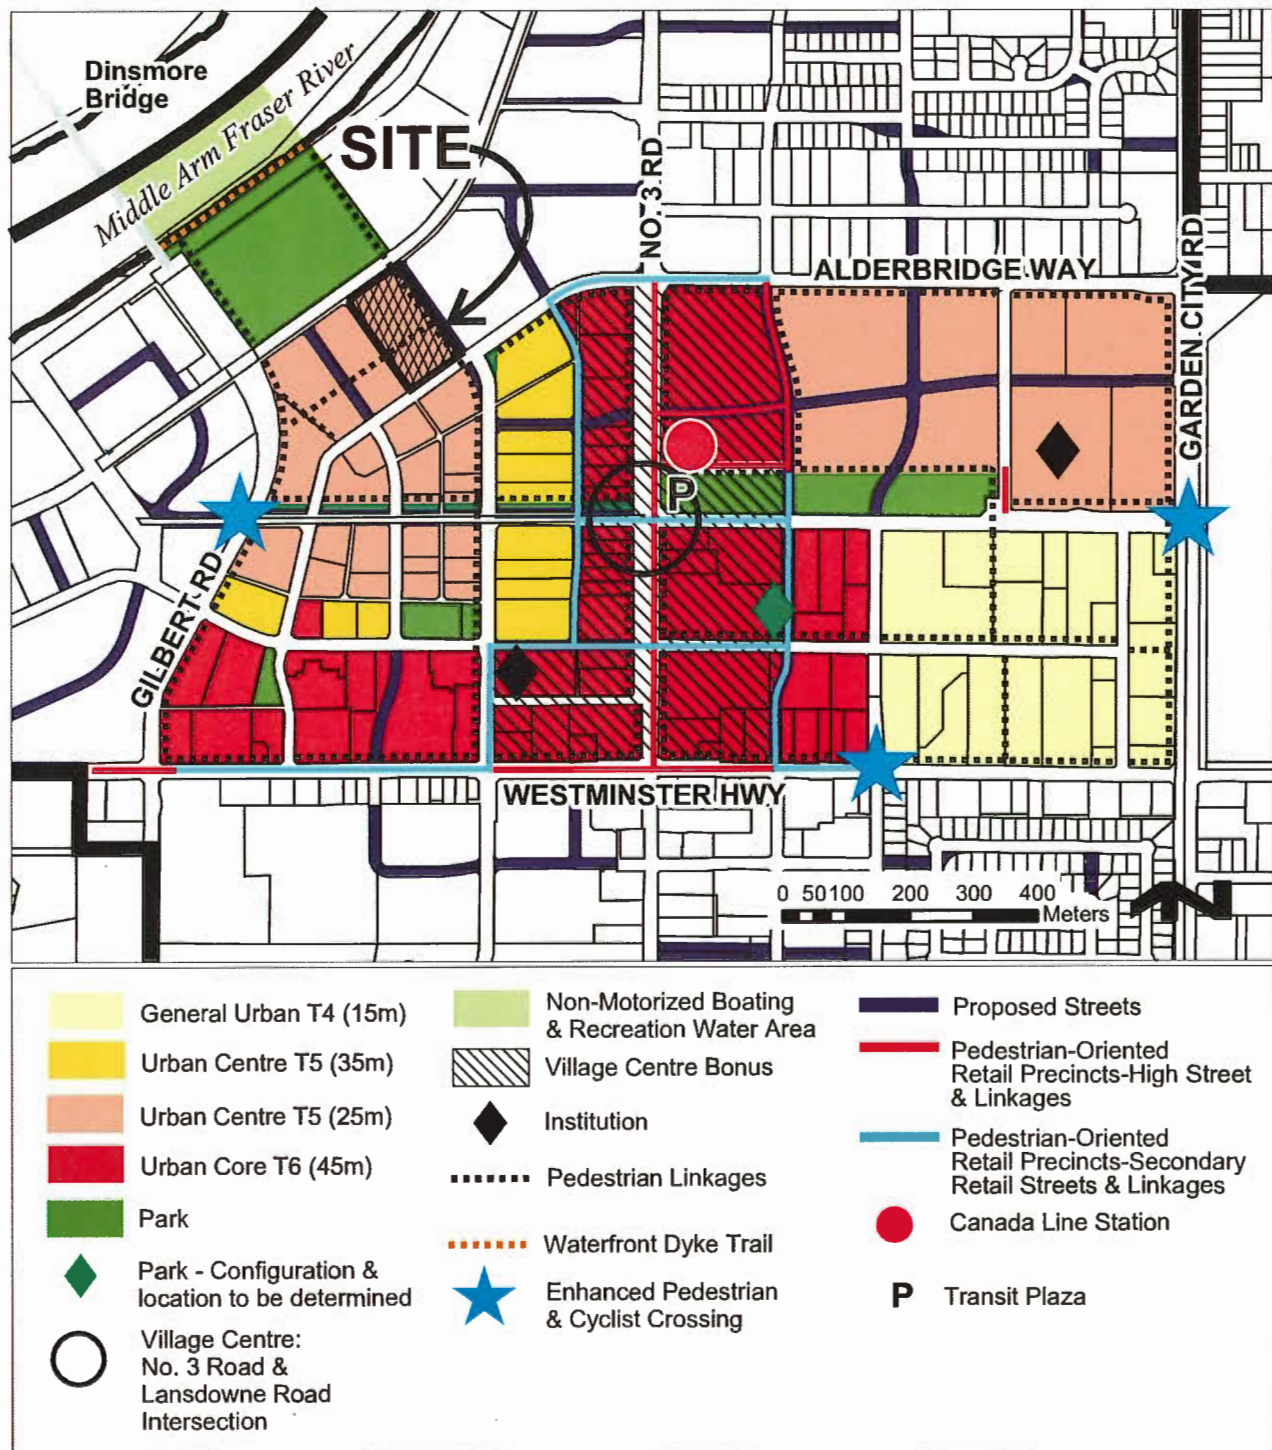 Dinsmore
Bridge
Middle Arm Fraser River
SITE
NO. 3 RD
ALDERBRIDGE WAY
GARDEN CITY RD
P
GILBERT RD
WESTMINSTER HWY
0 50 100 200 300 400
Meters
General Urban T4 (15m)
Urban Centre T5 (35m)
Urban Centre T5 (25m)
Urban Core T6 (45m)
Park
Park - Configuration &
location to be determined
Village Centre:
No. 3 Road &
Lansdowne Road
Intersection
Non-Motorized Boating
& Recreation Water Area
Village Centre Bonus
Institution
Pedestrian Linkages
Waterfront Dyke Trail
Enhanced Pedestrian
& Cyclist Crossing
Proposed Streets
Pedestrian-Oriented
Retail Precincts-High Street
& Linkages
Pedestrian-Oriented
Retail Precincts-Secondary
Retail Streets & Linkages
Canada Line Station
P Transit Plaza